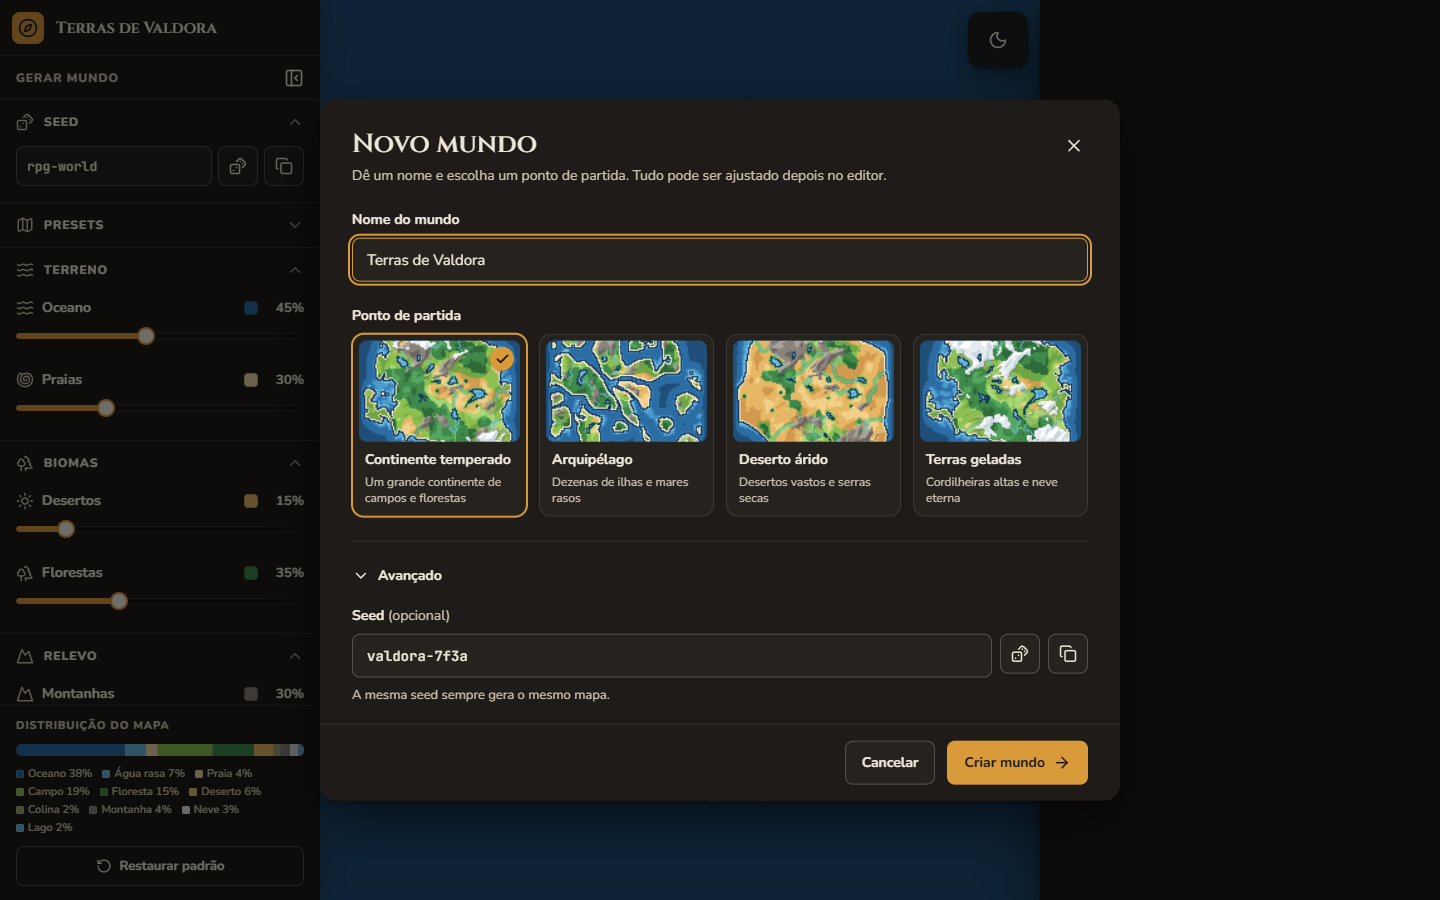 Terras de Valdora
GERAR MUNDO
SEED
rpg-world
PRESETS
TERRENO
Oceano 45%
Praias 30%
BIOMAS
Desertos 15%
Florestas 35%
RELEVO
Montanhas 30%
DISTRIBUIÇÃO DO MAPA
Oceano 38% Água rasa 7% Praia 4%
Campo 19% Floresta 15% Deserto 6%
Colina 2% Montanha 4% Neve 3%
Lago 2%
Restaurar padrão
Novo mundo
Dê um nome e escolha um ponto de partida. Tudo pode ser ajustado depois no editor.
Nome do mundo
Terras de Valdora
Ponto de partida
Continente temperado
Um grande continente de
campos e florestas
Arquipélago
Dezenas de ilhas e mares
rasos
Deserto árido
Desertos vastos e serras
secas
Terras geladas
Cordilheiras altas e neve
eterna
Avançado
Seed (opcional)
valdora-7f3a
A mesma seed sempre gera o mesmo mapa.
Cancelar
Criar mundo